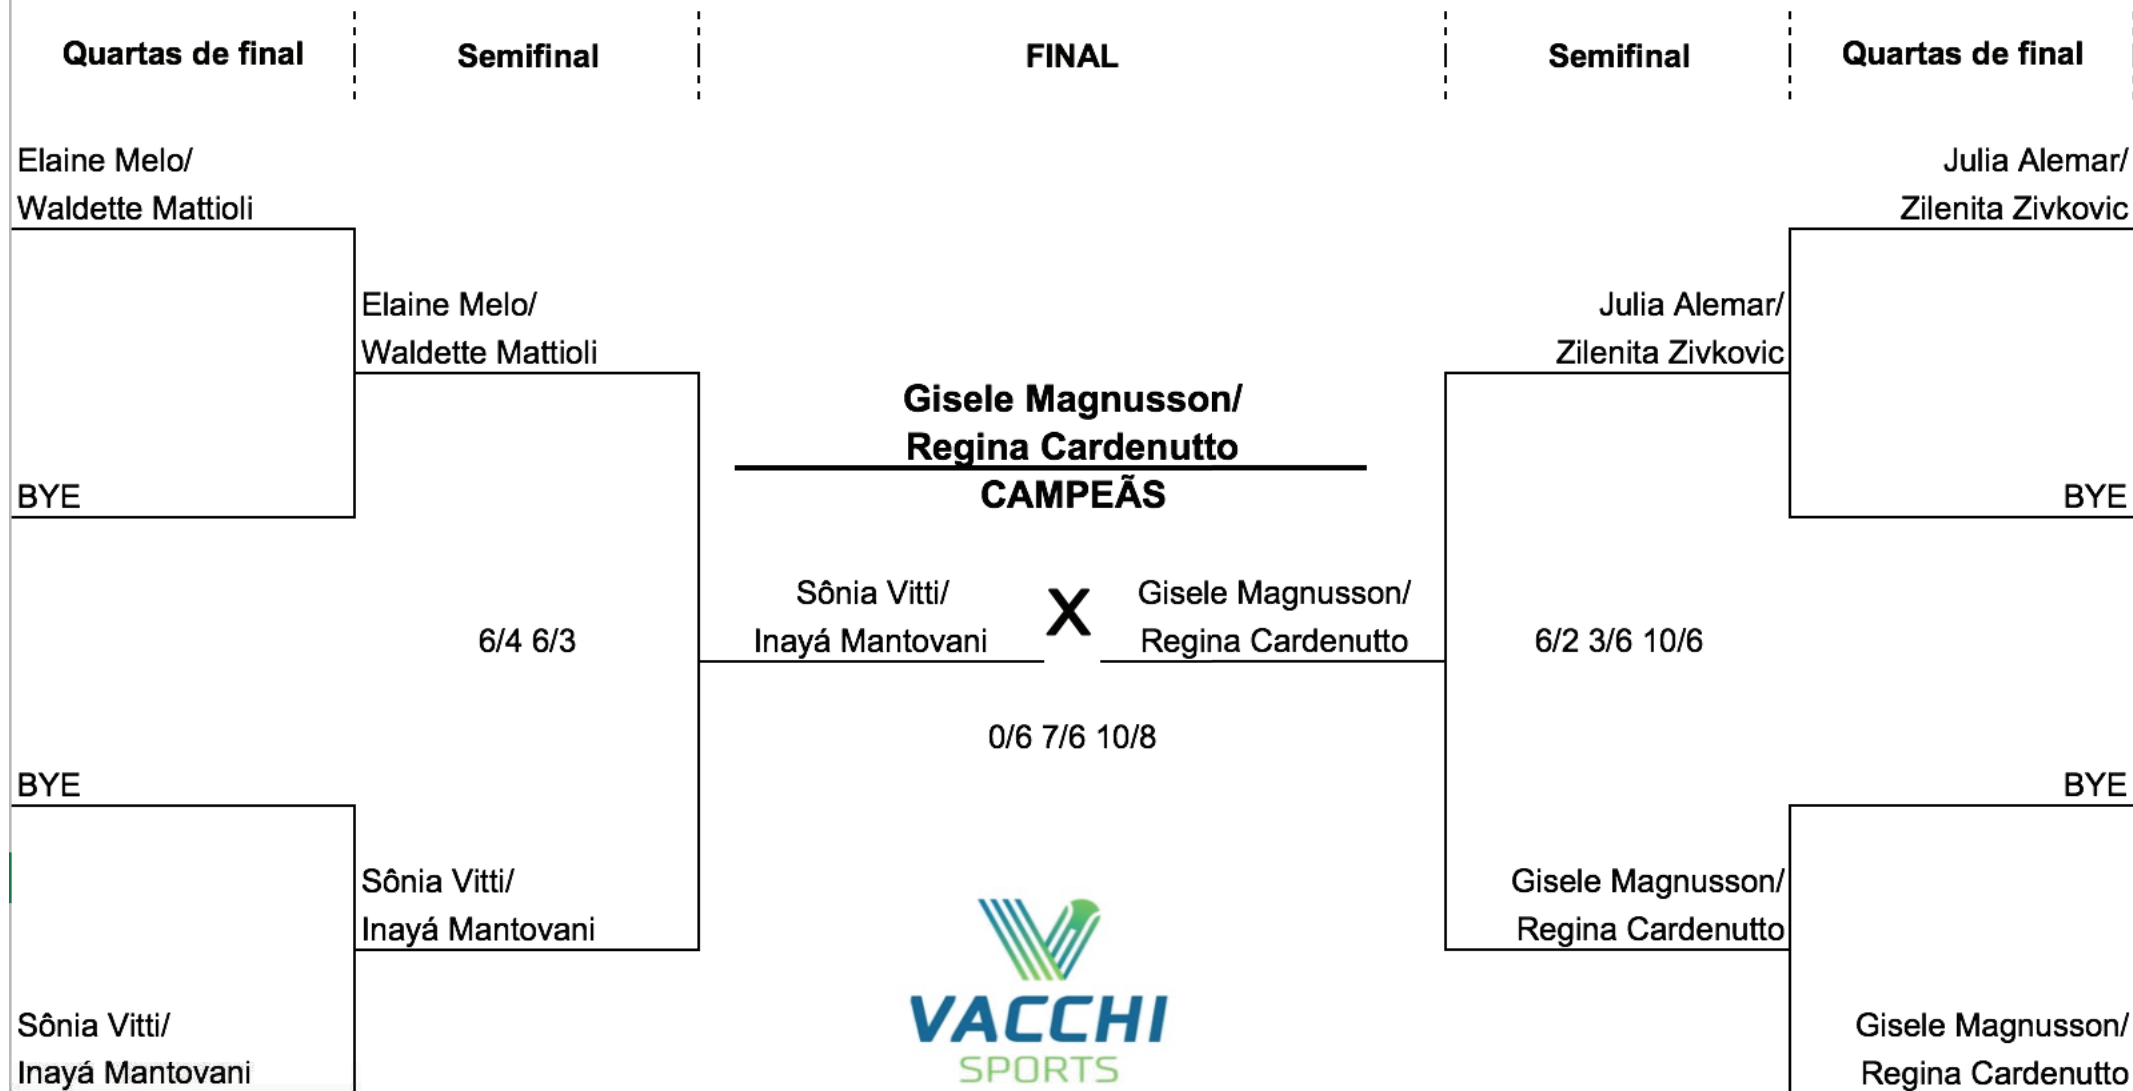 Quartas de final
Semifinal
FINAL
Semifinal
Quartas de final
Elaine Melo/
Waldette Mattioli
Julia Alemar/
Zilenita Zivkovic
Elaine Melo/
Waldette Mattioli
Julia Alemar/
Zilenita Zivkovic
Gisele Magnusson/
Regina Cardenutto
CAMPEÃS
BYE
BYE
Sônia Vitti/
Inayá Mantovani
X
Gisele Magnusson/
Regina Cardenutto
6/4 6/3
6/2 3/6 10/6
0/6 7/6 10/8
BYE
BYE
Sônia Vitti/
Inayá Mantovani
Gisele Magnusson/
Regina Cardenutto
Sônia Vitti/
Inayá Mantovani
VACCHI
SPORTS
Gisele Magnusson/
Regina Cardenutto